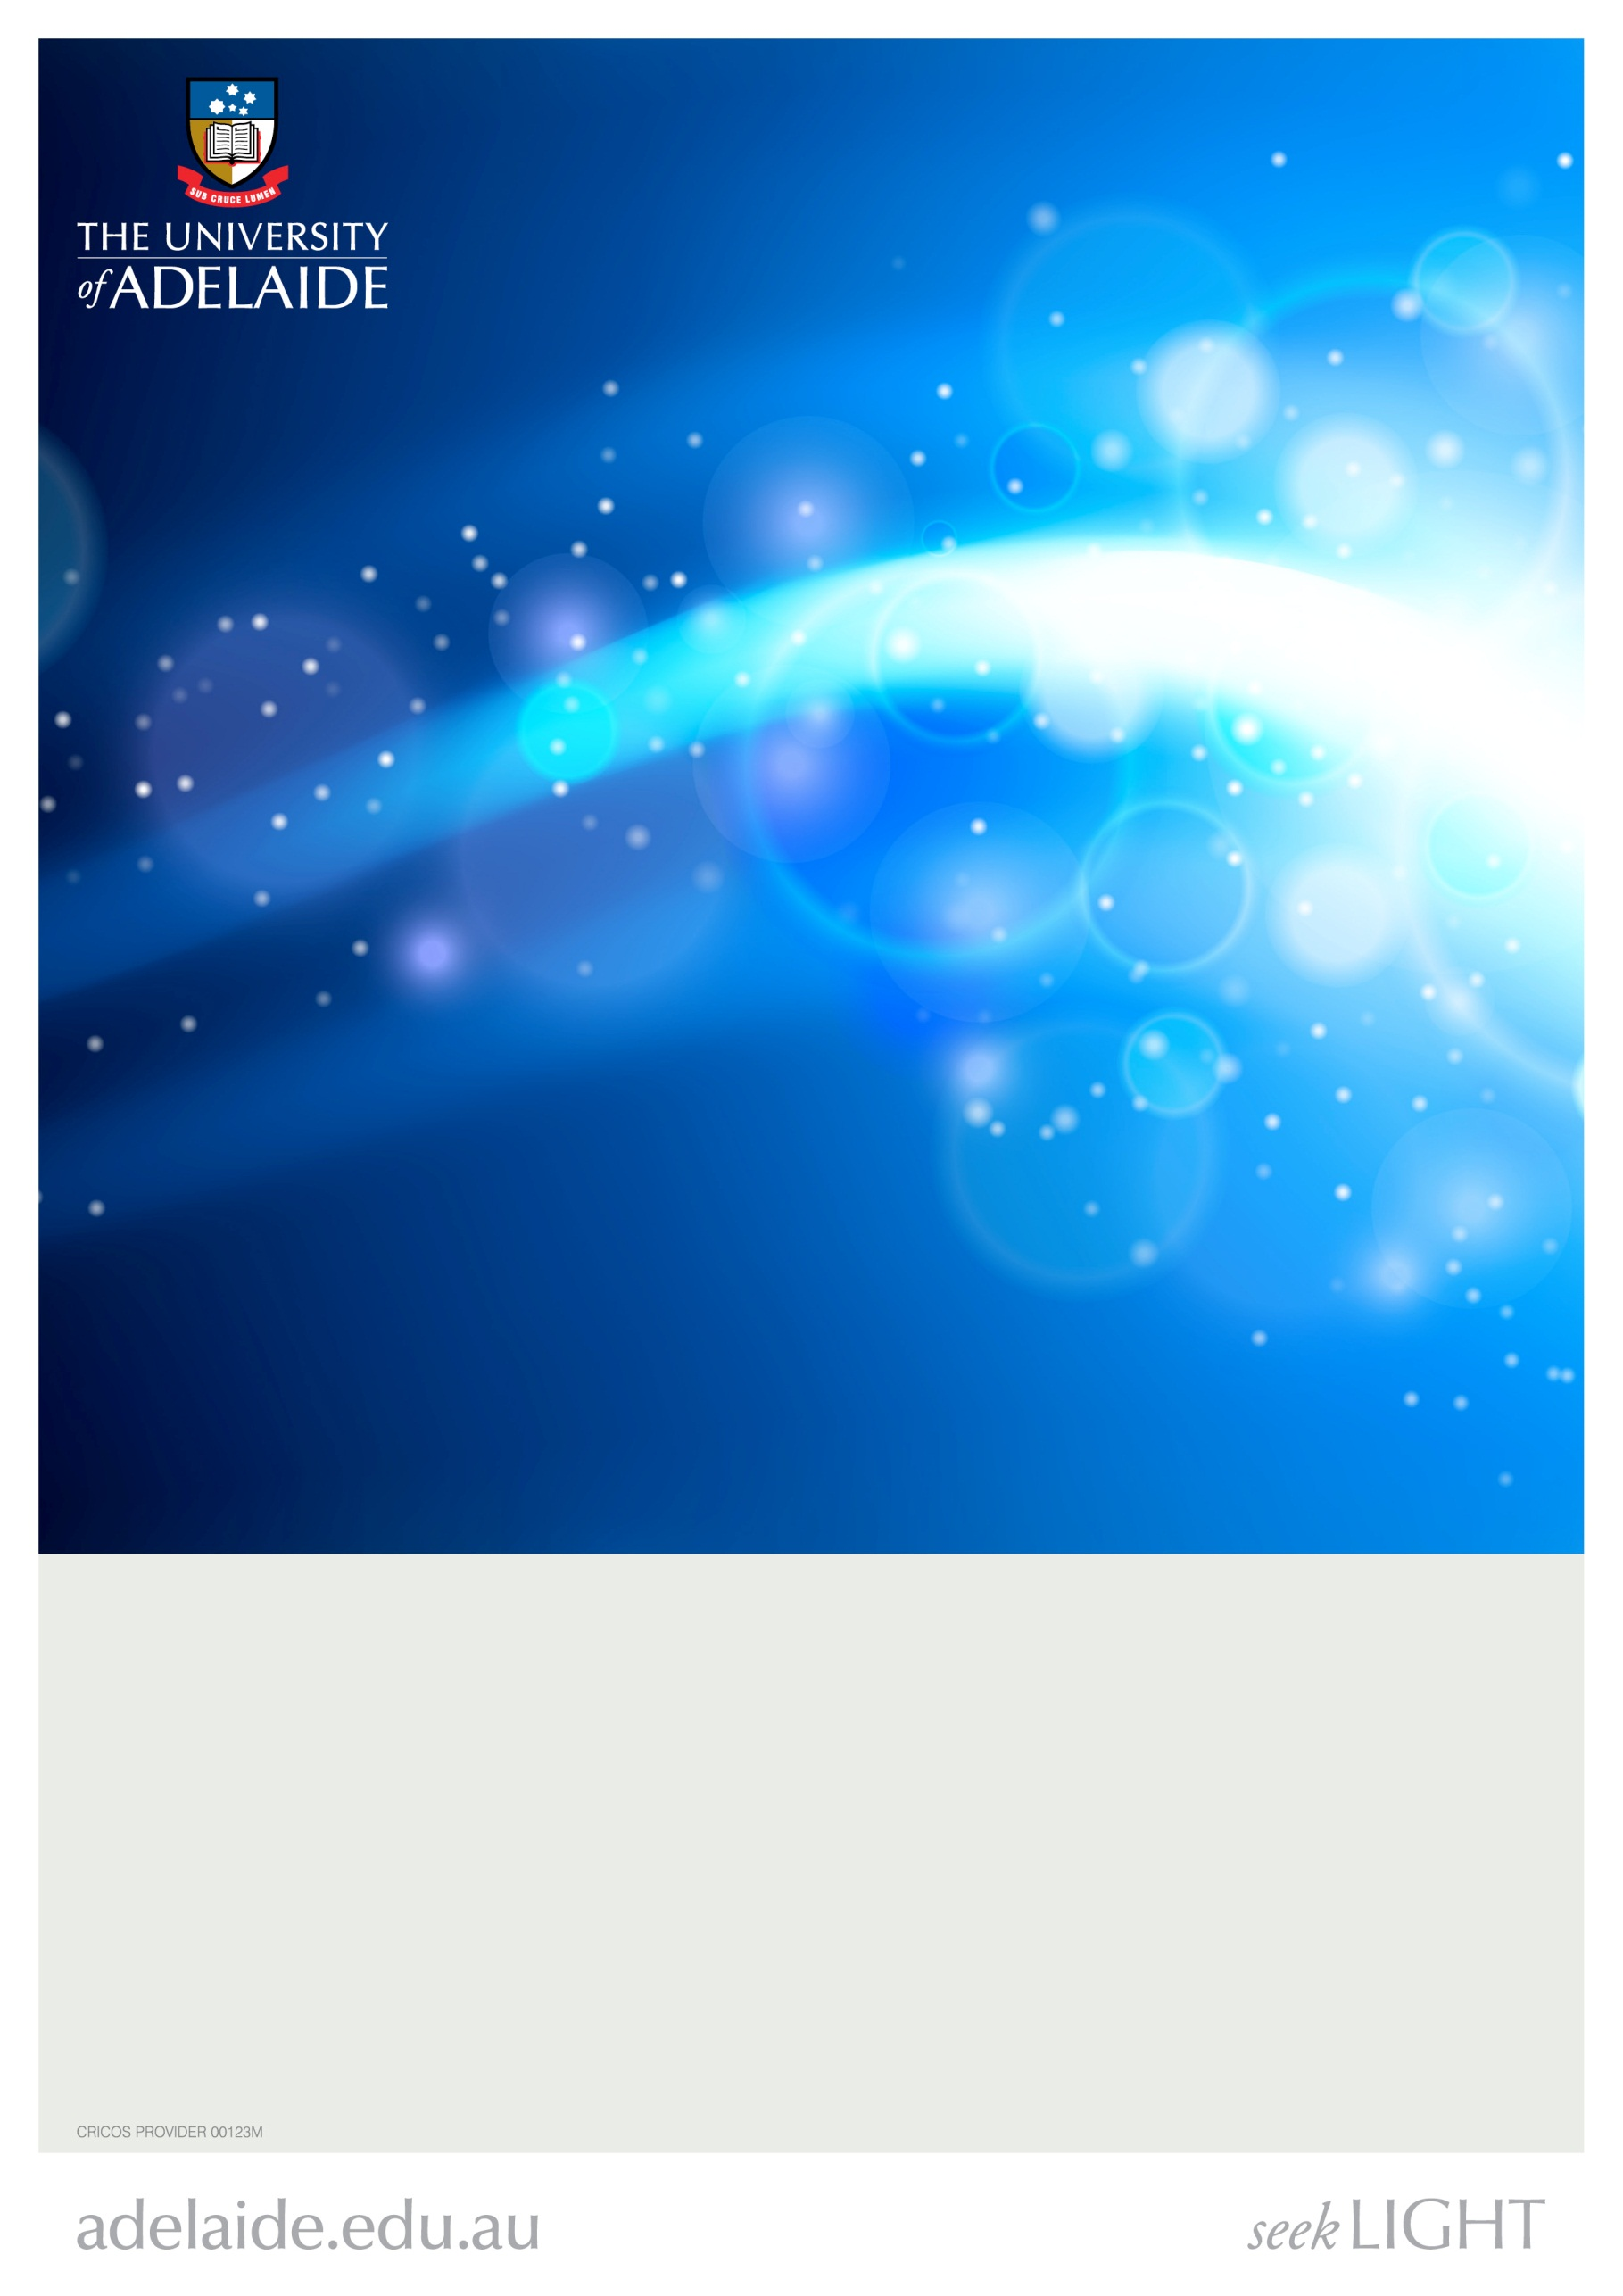 SUB CRUCE LUMEN
THE UNIVERSITY
of ADELAIDE
CRICOS PROVIDER 00123M
adelaide.edu.au
seek LIGHT